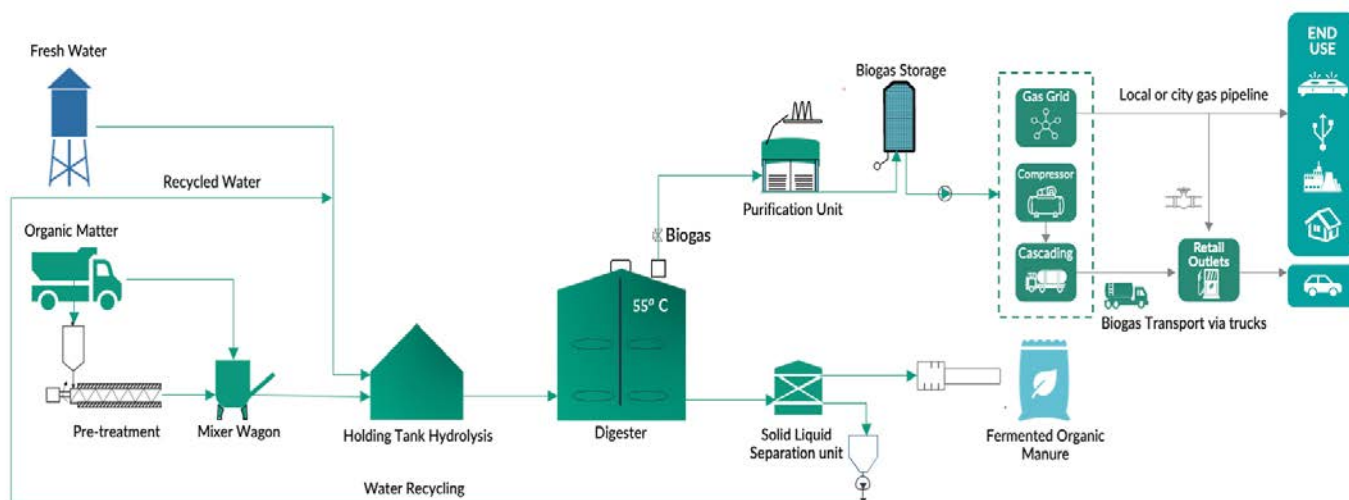 Fresh Water
Recycled Water
Organic Matter
Pre-treatment
Mixer Wagon
Holding Tank Hydrolysis
Water Recycling
Biogas
55⁰ C
Digester
Purification Unit
Biogas Storage
Solid Liquid
Separation unit
Gas Grid
Compressor
Cascading
Local or city gas pipeline
Retail
Outlets
Biogas Transport via trucks
Fermented Organic
Manure
END
USE